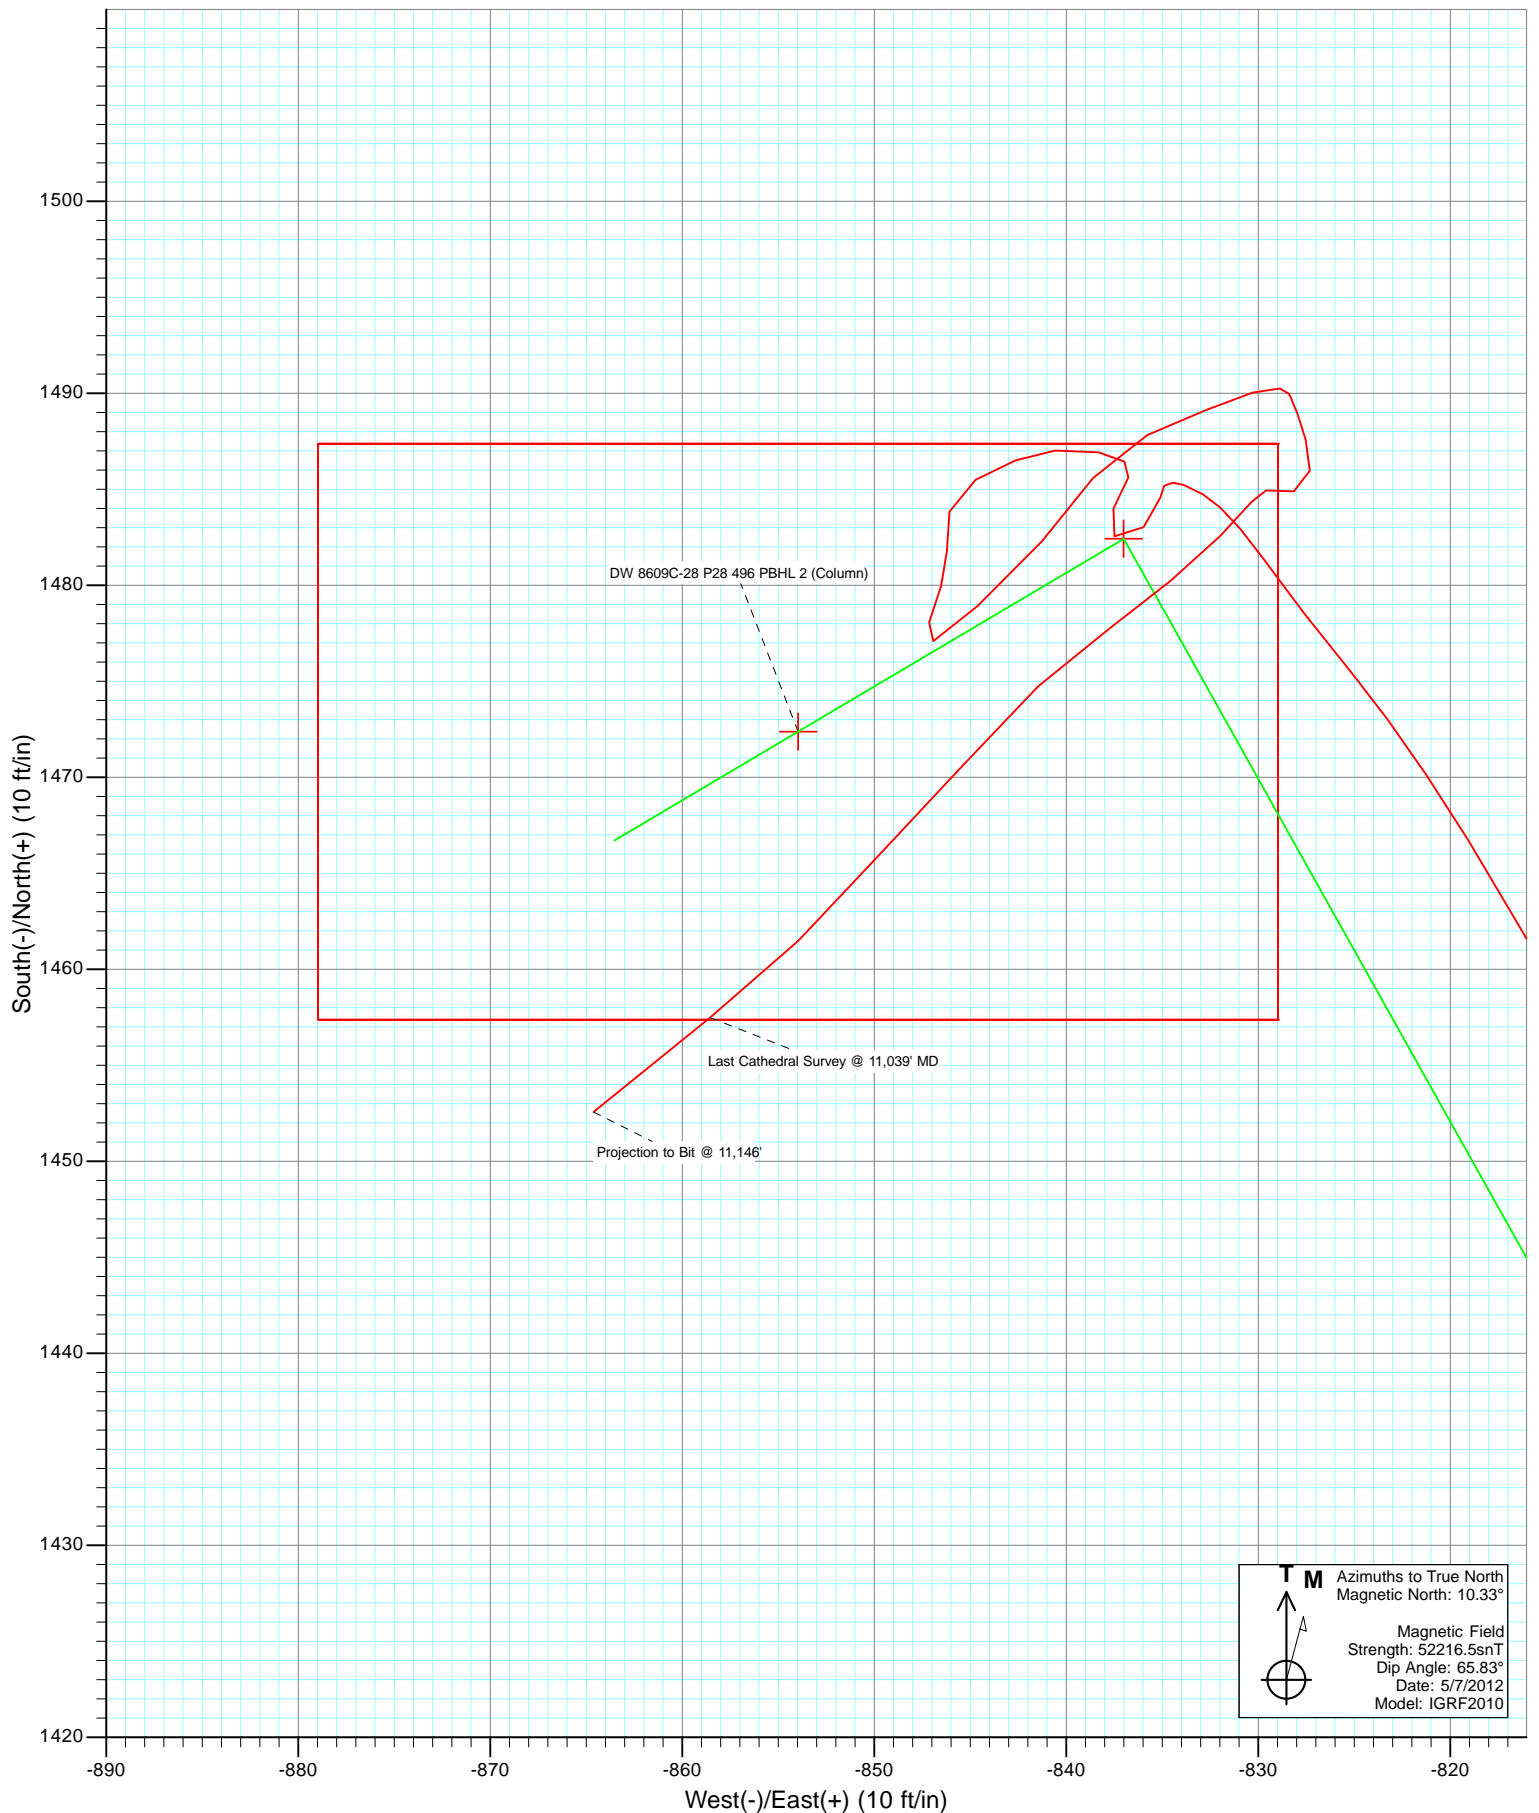 1500
1490
1480
1470
1460
1450
1440
1430
1420
South(-)/North(+) (10 ft/in)
DW 8609C-28 P28 496 PBHL 2 (Column)
Last Cathedral Survey @ 11,039' MD
Projection to Bit @ 11,146'
T M
Azimuths to True North
Magnetic North: 10.33°
Magnetic Field
Strength: 52216.5snT
Dip Angle: 65.83°
Date: 5/7/2012
Model: IGRF2010
-890 -880 -870 -860 -850 -840 -830 -820
West(-)/East(+) (10 ft/in)